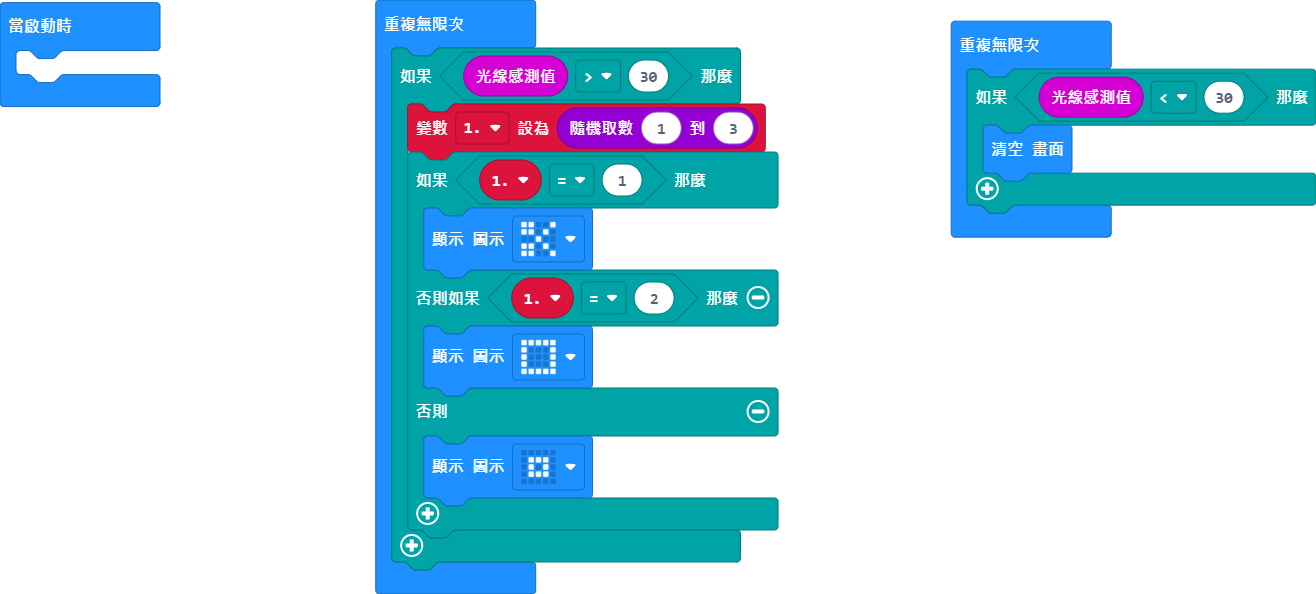 當啟動時
重複無限次
如果 光線感測值 > 30 那麼
變數 1. 設為 隨機取數 1 到 3
如果 1. = 1 那麼
顯示 圖示
否則如果 1. = 2 那麼
顯示 圖示
否則
顯示 圖示
重複無限次
如果 光線感測值 < 30 那麼
清空 畫面